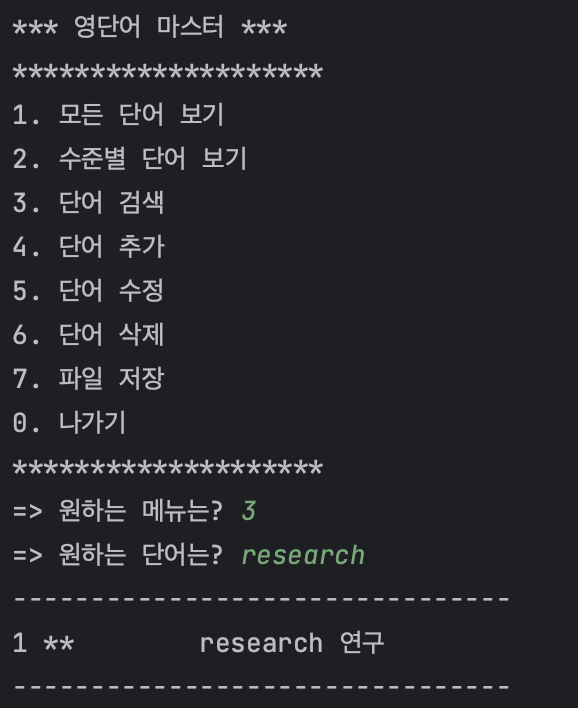 *** 영단어 마스터 ***
********************
1. 모든 단어 보기
2. 수준별 단어 보기
3. 단어 검색
4. 단어 추가
5. 단어 수정
6. 단어 삭제
7. 파일 저장
0. 나가기
********************
=> 원하는 메뉴는? 3
=> 원하는 단어는? research
--------------------------------
1 **        research 연구
--------------------------------